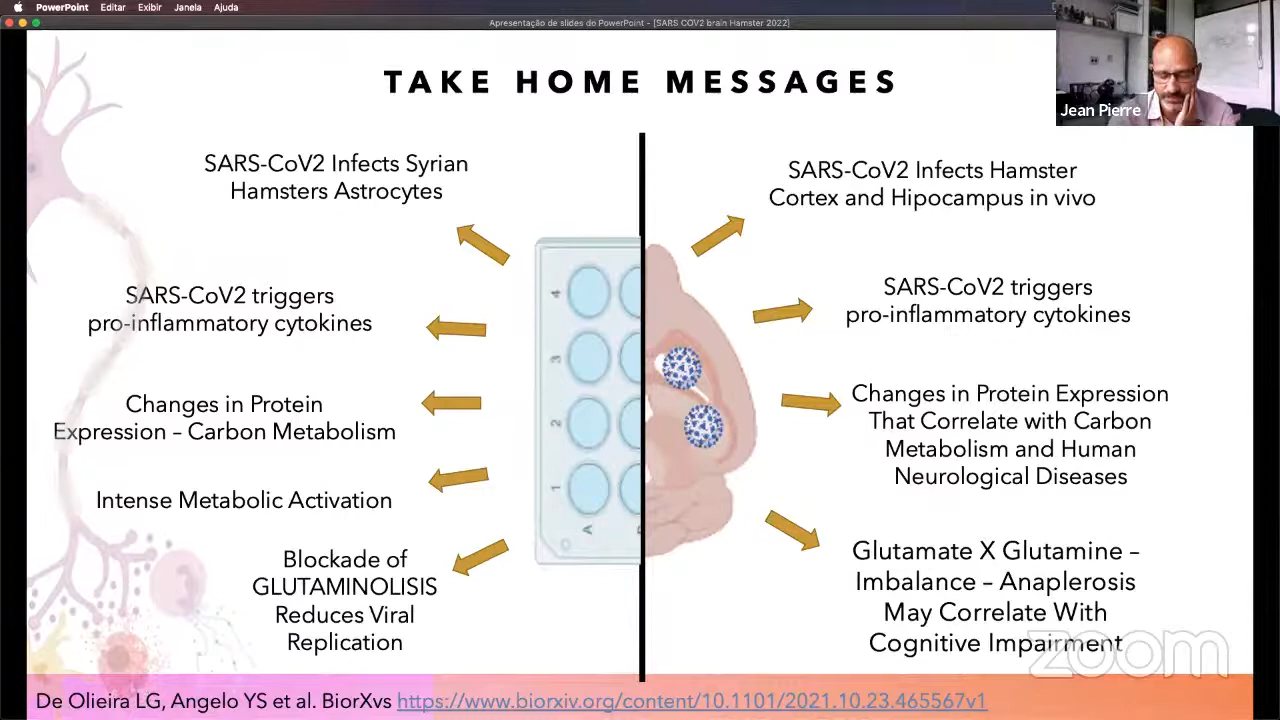 PowerPoint Editar Exibir Janela Ajuda
Apresentação de slides do PowerPoint - [SARS COV2 brain Hamster 2022]
TAKE HOME MESSAGES
Jean Pierre
SARS-CoV2 Infects Syrian
Hamsters Astrocytes
SARS-CoV2 triggers
pro-inflammatory cytokines
Changes in Protein
Expression – Carbon Metabolism
Intense Metabolic Activation
Blockade of
GLUTAMINOLISIS
Reduces Viral
Replication
4
3
2
1
A
SARS-CoV2 Infects Hamster
Cortex and Hipocampus in vivo
SARS-CoV2 triggers
pro-inflammatory cytokines
Changes in Protein Expression
That Correlate with Carbon
Metabolism and Human
Neurological Diseases
Glutamate X Glutamine –
Imbalance – Anaplerosis
May Correlate With
Cognitive Impairment
zoom
De Olieira LG, Angelo YS et al. BiorXvs https://www.biorxiv.org/content/10.1101/2021.10.23.465567v1